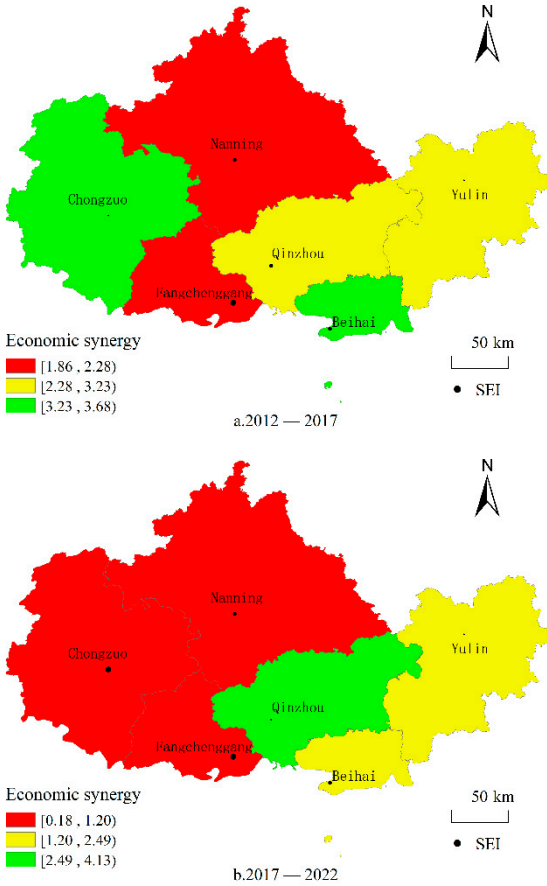 N
Nanning
Yulin
Chongzuo
Qinzhou
Fangchenggang
Beihai
Economic synergy
[1.86 , 2.28)
[2.28 , 3.23)
[3.23 , 3.68)
50 km
SEI
a.2012 — 2017
N
Nanning
Yulin
Chongzuo
Qinzhou
Fangchenggang
Beihai
Economic synergy
[0.18 , 1.20)
[1.20 , 2.49)
[2.49 , 4.13)
50 km
SEI
b.2017 — 2022